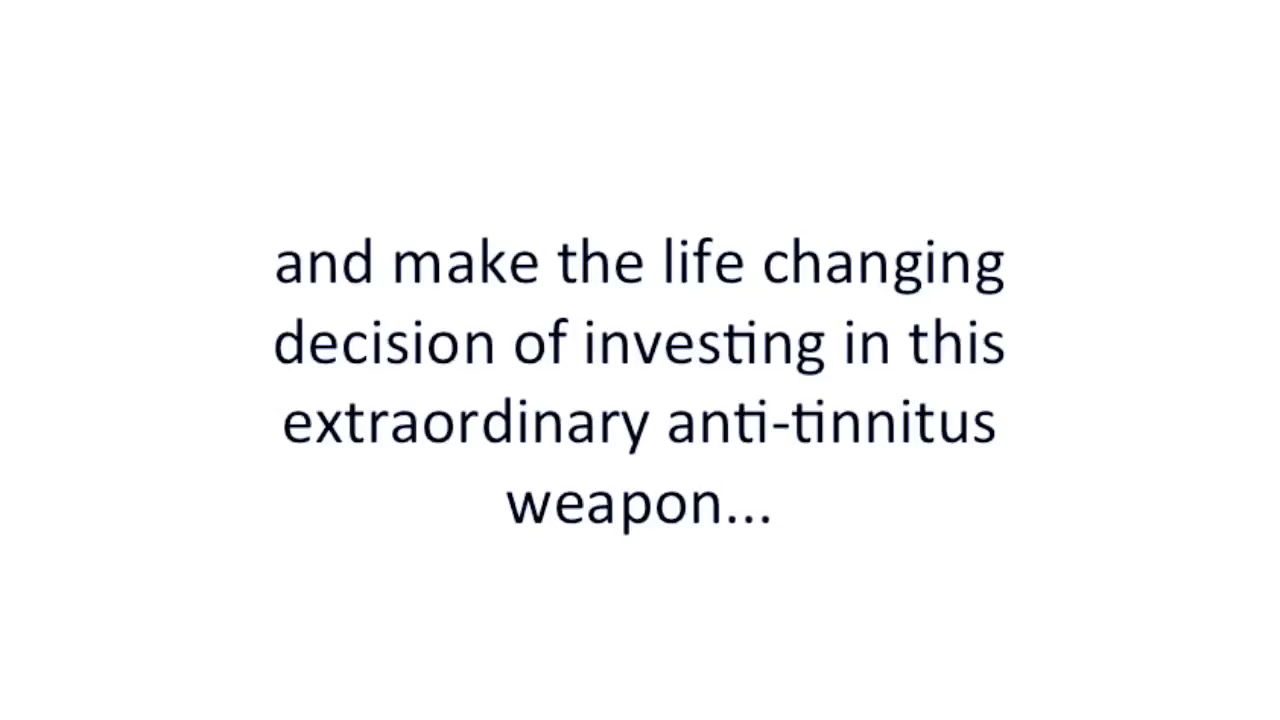 and make the life changing
decision of investing in this
extraordinary anti-tinnitus
weapon...